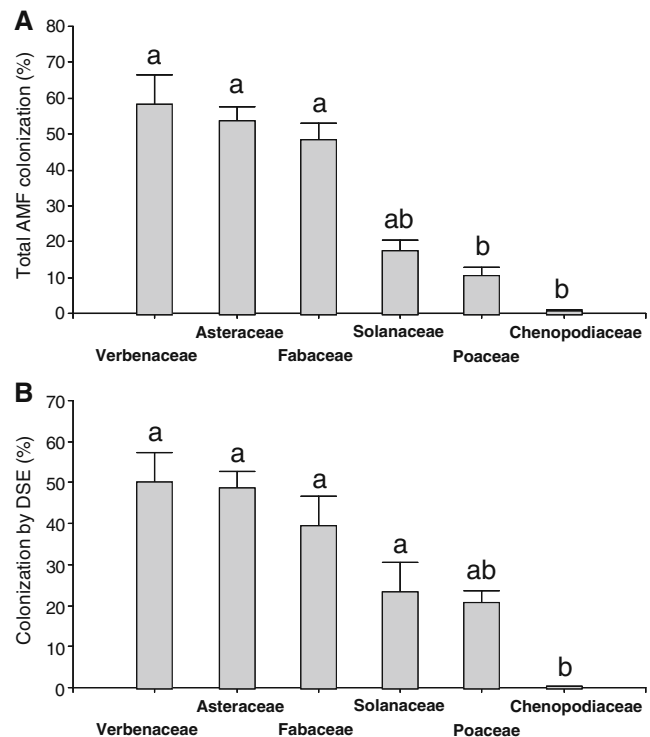 A
Total AMF colonization (%)
80
70
60
50
40
30
20
10
0
a
a
a
ab
b
b
Asteraceae
Solanaceae
Chenopodiaceae
Verbenaceae
Fabaceae
Poaceae
B
Colonization by DSE (%)
70
60
50
40
30
20
10
0
a
a
a
a
ab
b
Asteraceae
Solanaceae
Chenopodiaceae
Verbenaceae
Fabaceae
Poaceae